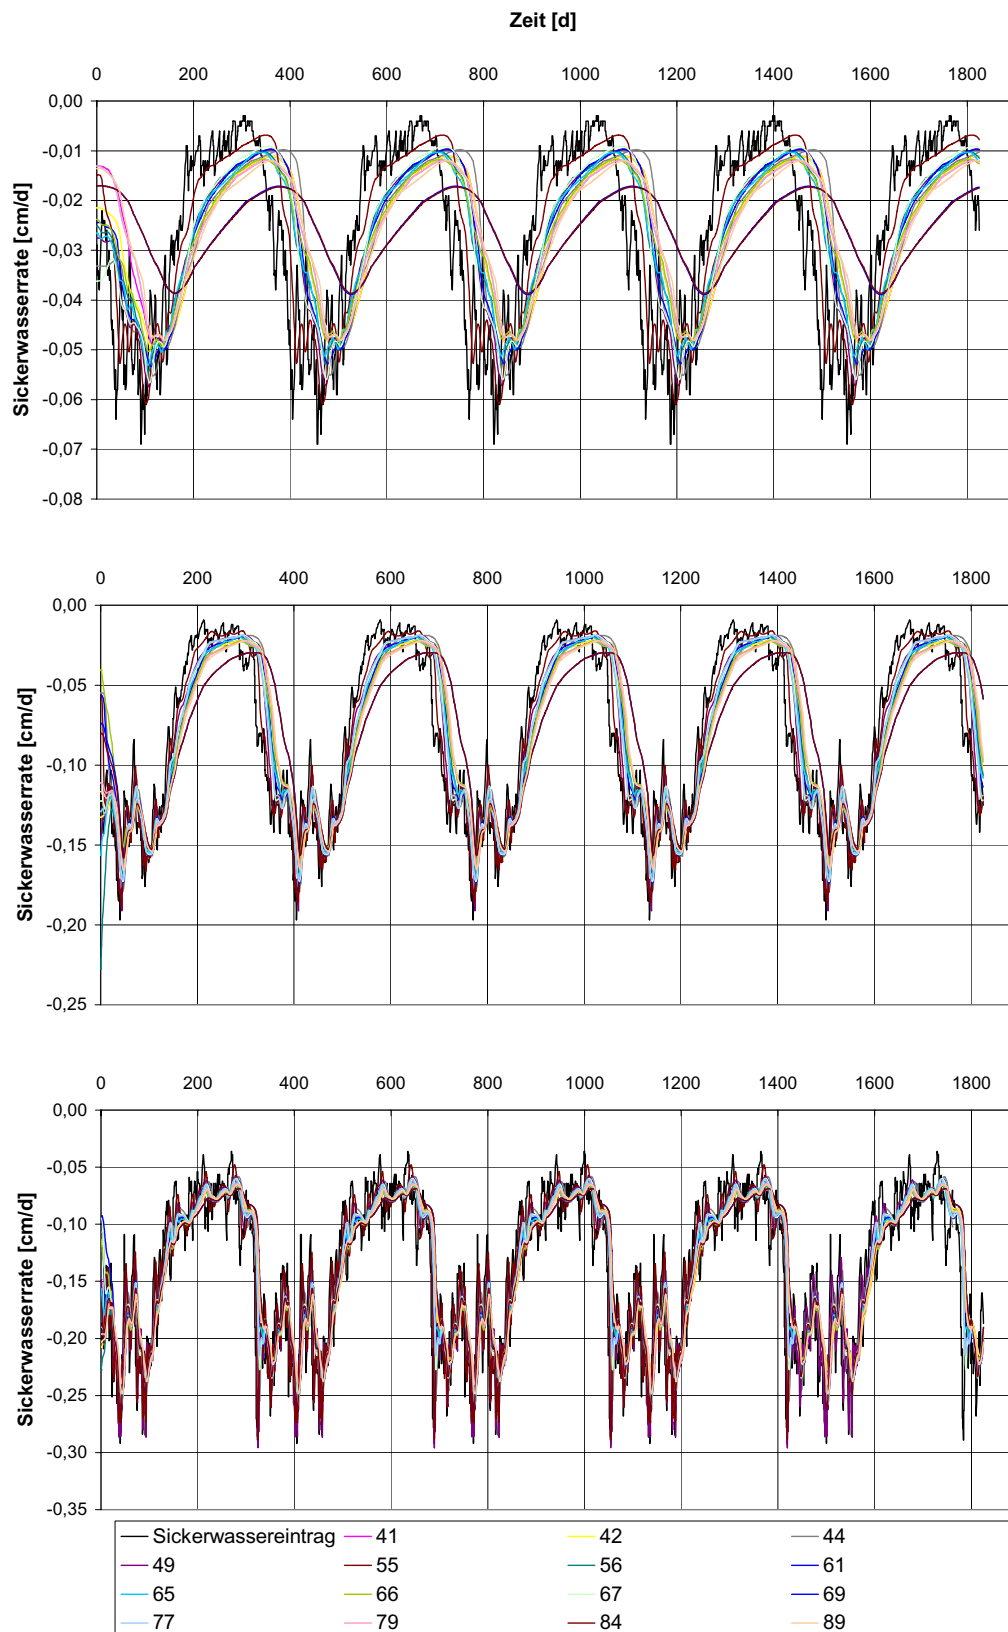 Zeit [d]
0 200 400 600 800 1000 1200 1400 1600 1800
0,00
-0,01
-0,02
-0,03
-0,04
-0,05
-0,06
-0,07
-0,08
Sickerwasserrate [cm/d]
0 200 400 600 800 1000 1200 1400 1600 1800
0,00
-0,05
-0,10
-0,15
-0,20
-0,25
Sickerwasserrate [cm/d]
0 200 400 600 800 1000 1200 1400 1600 1800
0,00
-0,05
-0,10
-0,15
-0,20
-0,25
-0,30
-0,35
Sickerwasserrate [cm/d]
Sickerwassereintrag 41 42 44
49 55 56 61
65 66 67 69
77 79 84 89